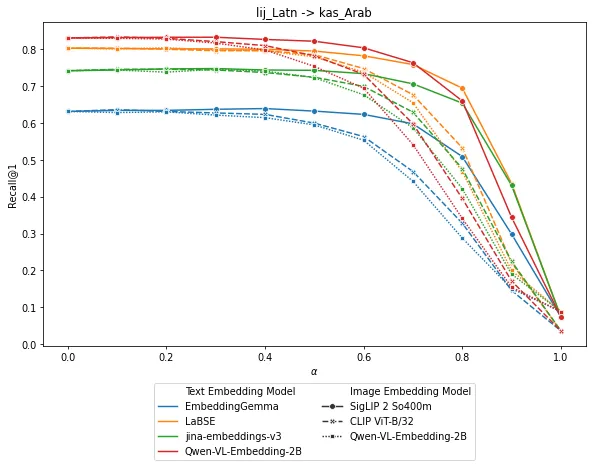 lij_Latn -> kas_Arab
Recall@1
0.8
0.7
0.6
0.5
0.4
0.3
0.2
0.1
0.0
0.0 0.2 0.4 0.6 0.8 1.0
α
Text Embedding Model Image Embedding Model
EmbeddingGemma SigLIP 2 So400m
LaBSE CLIP ViT-B/32
jina-embeddings-v3 Qwen-VL-Embedding-2B
Qwen-VL-Embedding-2B